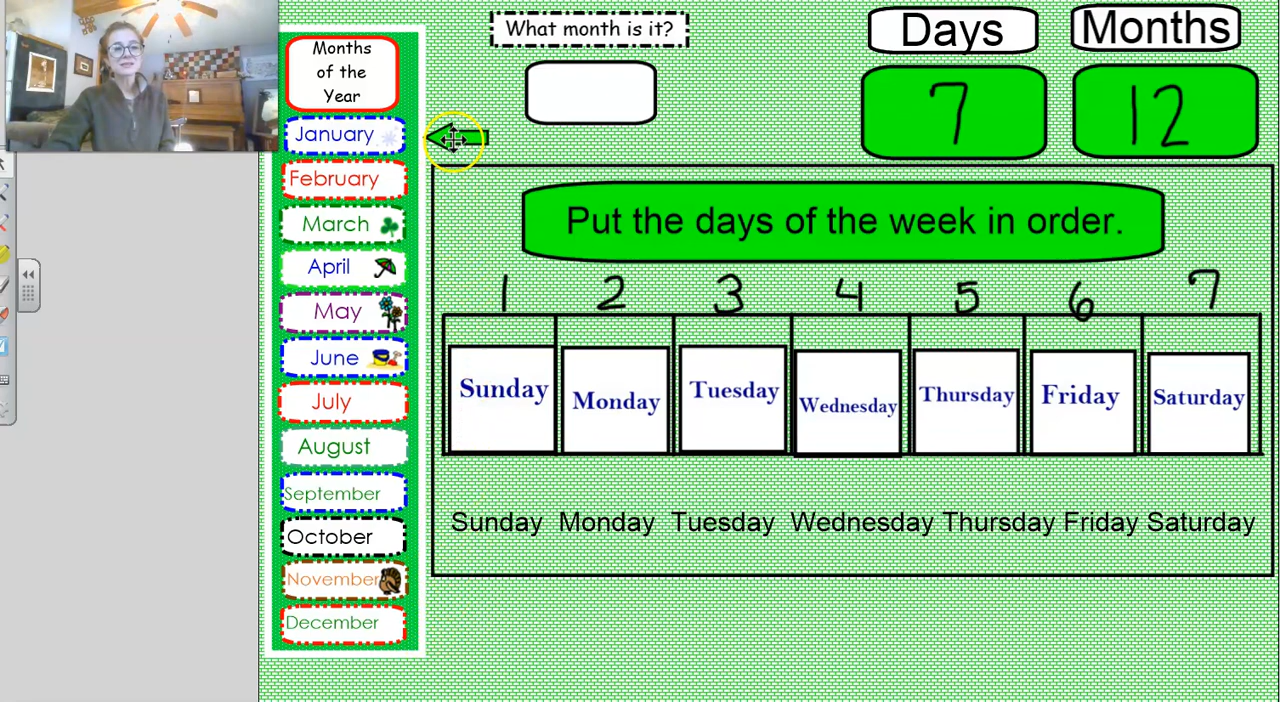 Months
of the
Year
January
February
March
April
May
June
July
August
September
October
November
December
What month is it?
Days
Months
7
12
Put the days of the week in order.
1 2 3 4 5 6 7
Sunday Monday Tuesday Wednesday Thursday Friday Saturday
Sunday Monday Tuesday Wednesday Thursday Friday Saturday